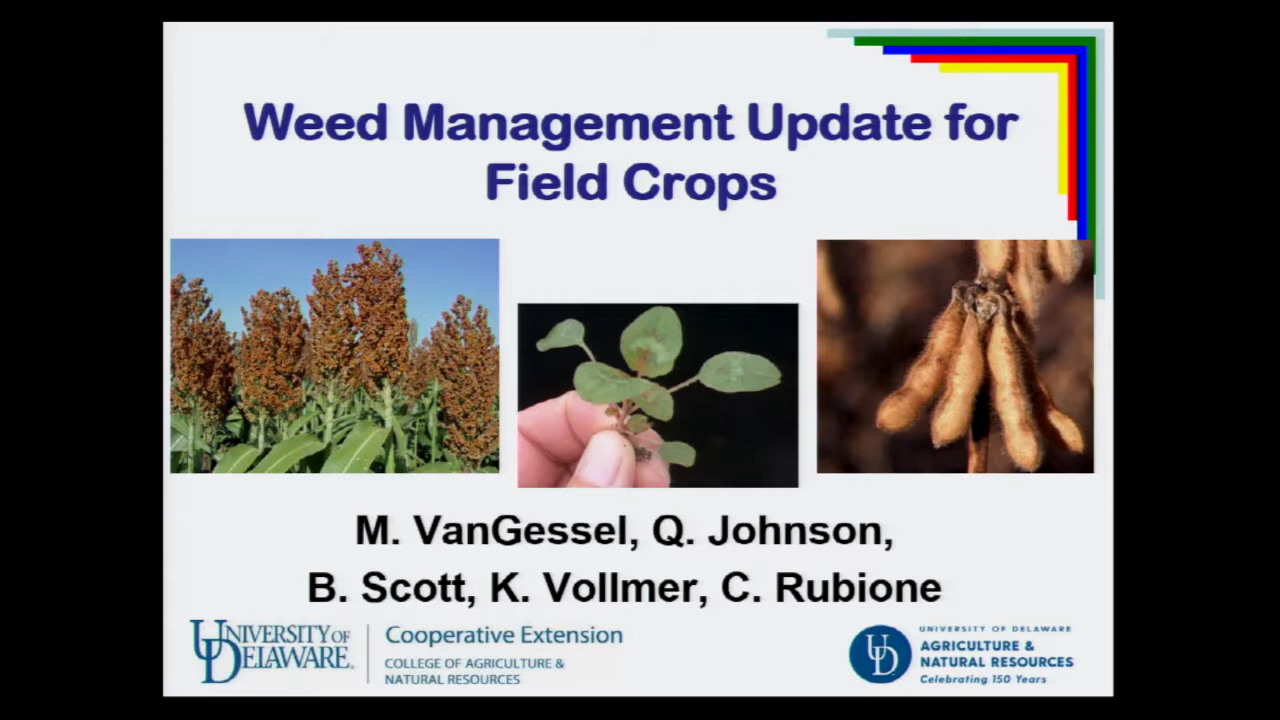 Weed Management Update for
Field Crops
M. VanGessel, Q. Johnson,
B. Scott, K. Vollmer, C. Rubione
UNIVERSITY OF
DELAWARE.
Cooperative Extension
COLLEGE OF AGRICULTURE &
NATURAL RESOURCES
UD
UNIVERSITY OF DELAWARE
AGRICULTURE &
NATURAL RESOURCES
Celebrating 150 Years